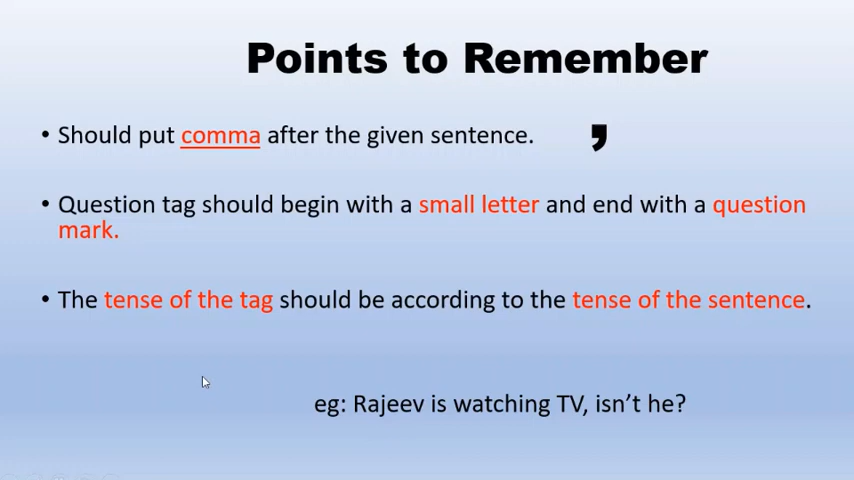 Points to Remember
• Should put comma after the given sentence. ,
• Question tag should begin with a small letter and end with a question
mark.
• The tense of the tag should be according to the tense of the sentence.
eg: Rajeev is watching TV, isn’t he?